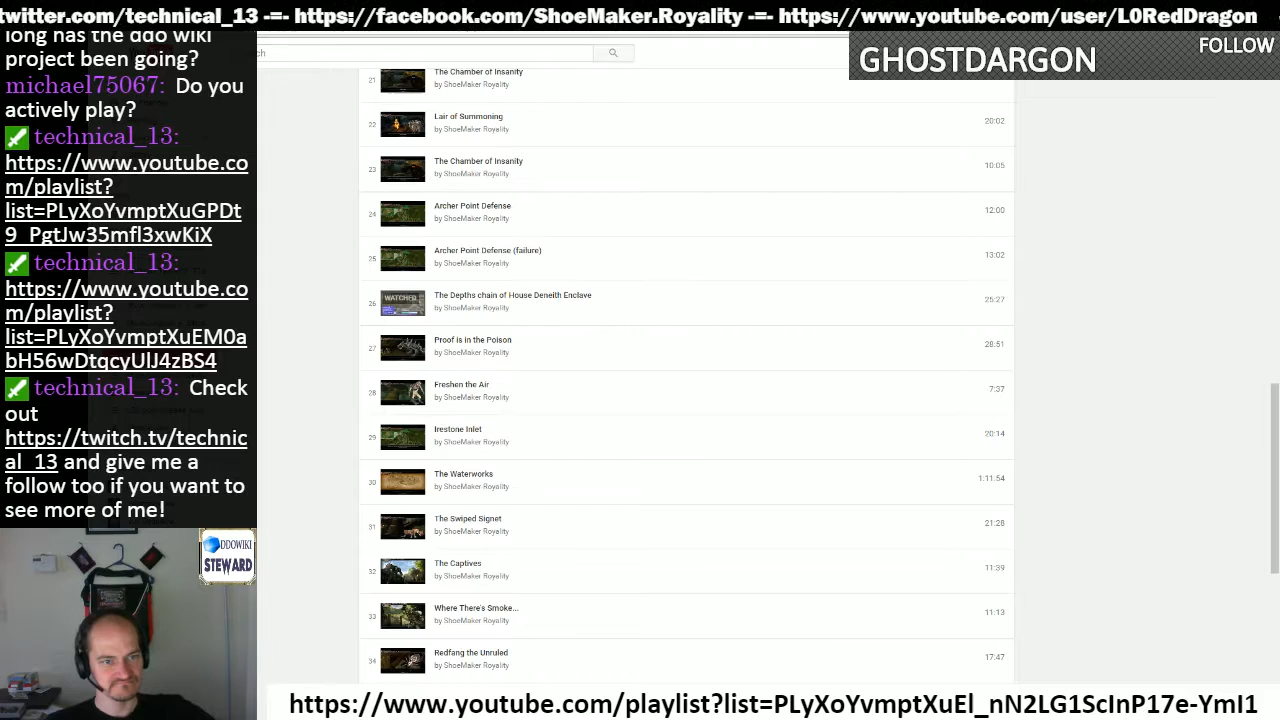 twitter.com/technical_13 -=- https://facebook.com/ShoeMaker.Royality -=- https://www.youtube.com/user/L0RedDragon
GHOSTDARGON
FOLLOW
long has the ddo wiki
project been going?
michael75067: Do you
actively play?
technical_13:
https://www.youtube.co
m/playlist?
list=PLyXoYvmptXuGPDt
9_PgtJw35mfl3xwKiX
technical_13:
https://www.youtube.co
m/playlist?
list=PLyXoYvmptXuEM0a
bH56wDtqcyUlJ4zBS4
technical_13: Check
out
https://twitch.tv/technic
al_13 and give me a
follow too if you want to
see more of me!
DDOWIKI
STEWARD
ch
21 The Chamber of Insanity
by ShoeMaker Royality
22 Lair of Summoning 20:02
by ShoeMaker Royality
23 The Chamber of Insanity 10:05
by ShoeMaker Royality
24 Archer Point Defense 12:00
by ShoeMaker Royality
25 Archer Point Defense (failure) 13:02
by ShoeMaker Royality
26 WATCHED The Depths chain of House Deneith Enclave 25:27
by ShoeMaker Royality
27 Proof is in the Poison 28:51
by ShoeMaker Royality
28 Freshen the Air 7:37
by ShoeMaker Royality
29 Irestone Inlet 20:14
by ShoeMaker Royality
30 The Waterworks 1:11:54
by ShoeMaker Royality
31 The Swiped Signet 21:28
by ShoeMaker Royality
32 The Captives 11:39
by ShoeMaker Royality
33 Where There's Smoke... 11:13
by ShoeMaker Royality
34 Redfang the Unruled 17:47
by ShoeMaker Royality
https://www.youtube.com/playlist?list=PLyXoYvmptXuEl_nN2LG1ScInP17e-YmI1